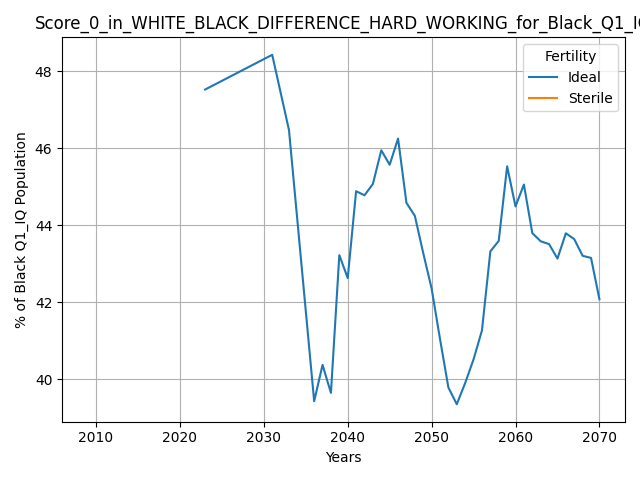 Score_0_in_WHITE_BLACK_DIFFERENCE_HARD_WORKING_for_Black_Q1_I
% of Black Q1_IQ Population
48
46
44
42
40
Fertility
Ideal
Sterile
2010 2020 2030 2040 2050 2060 2070
Years